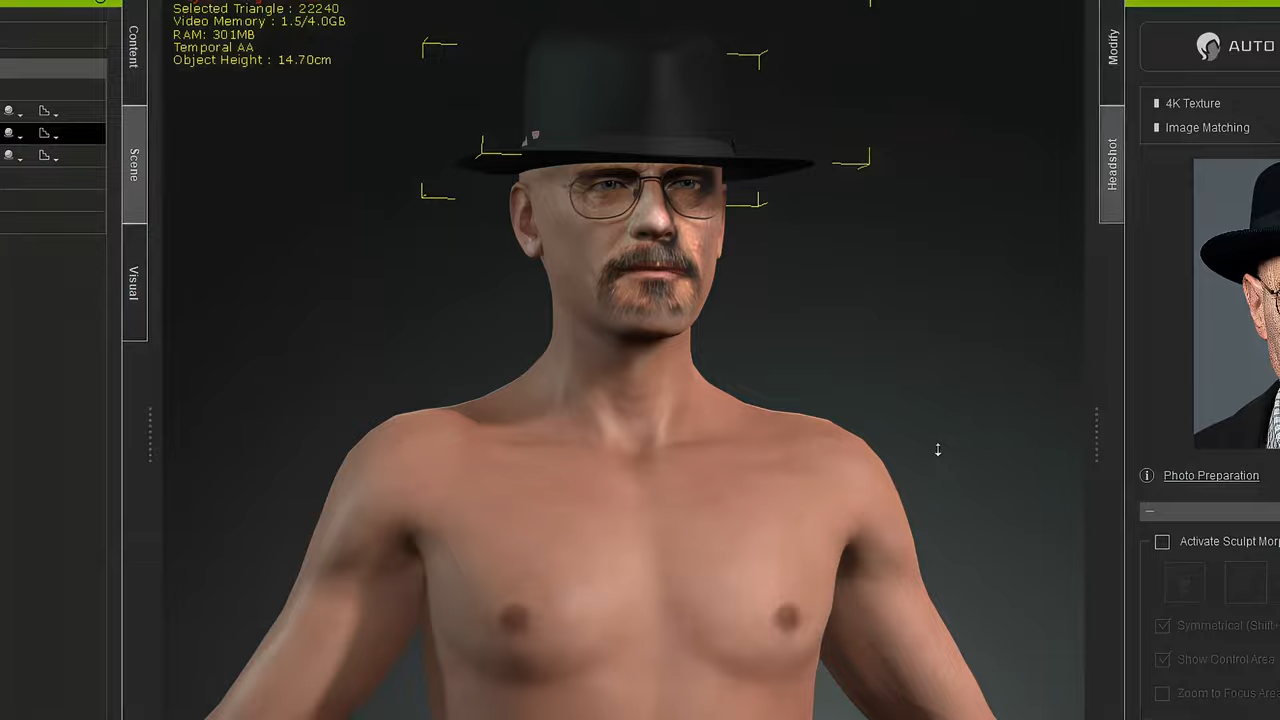 Selected Triangle : 22240
Video Memory : 1.5/4.0GB
RAM: 301MB
Temporal AA
Object Height : 14.70cm
Content
Scene
Visual
Modify
Headshot
AUTO
4K Texture
Image Matching
Photo Preparation
Activate Sculpt Mor
Symmetrical (Shift+
Show Control Area
Zoom to Focus Area